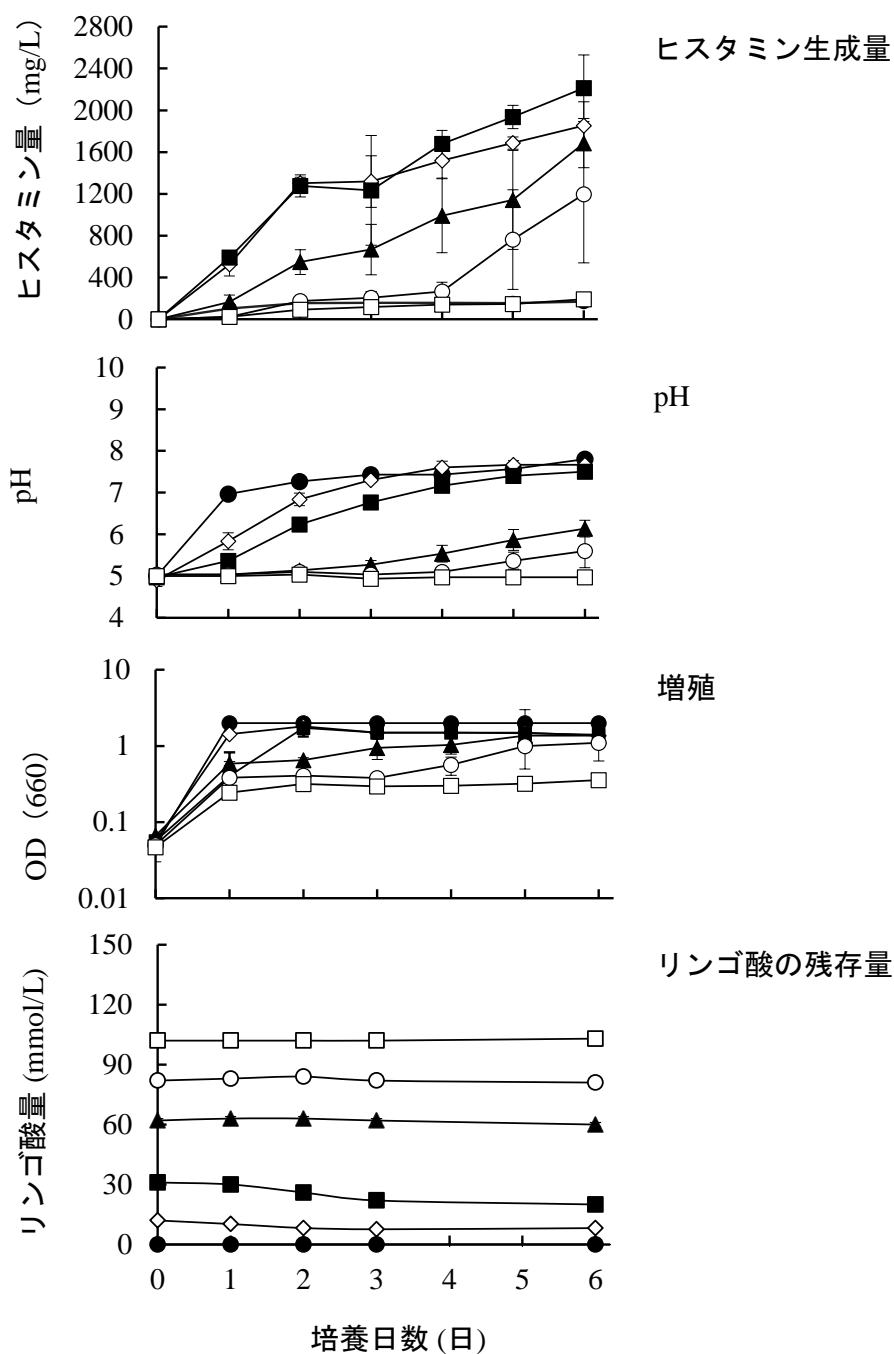 ヒスタミン生成量
ヒスタミン量（mg/L）
2800
2400
2000
1600
1200
800
400
0
pH
pH
10
9
8
7
6
5
4
増殖
OD（660）
10
1
0.1
0.01
リンゴ酸の残存量
リンゴ酸量 (mmol/L)
150
120
90
60
30
0
0 1 2 3 4 5 6
培養日数 (日)